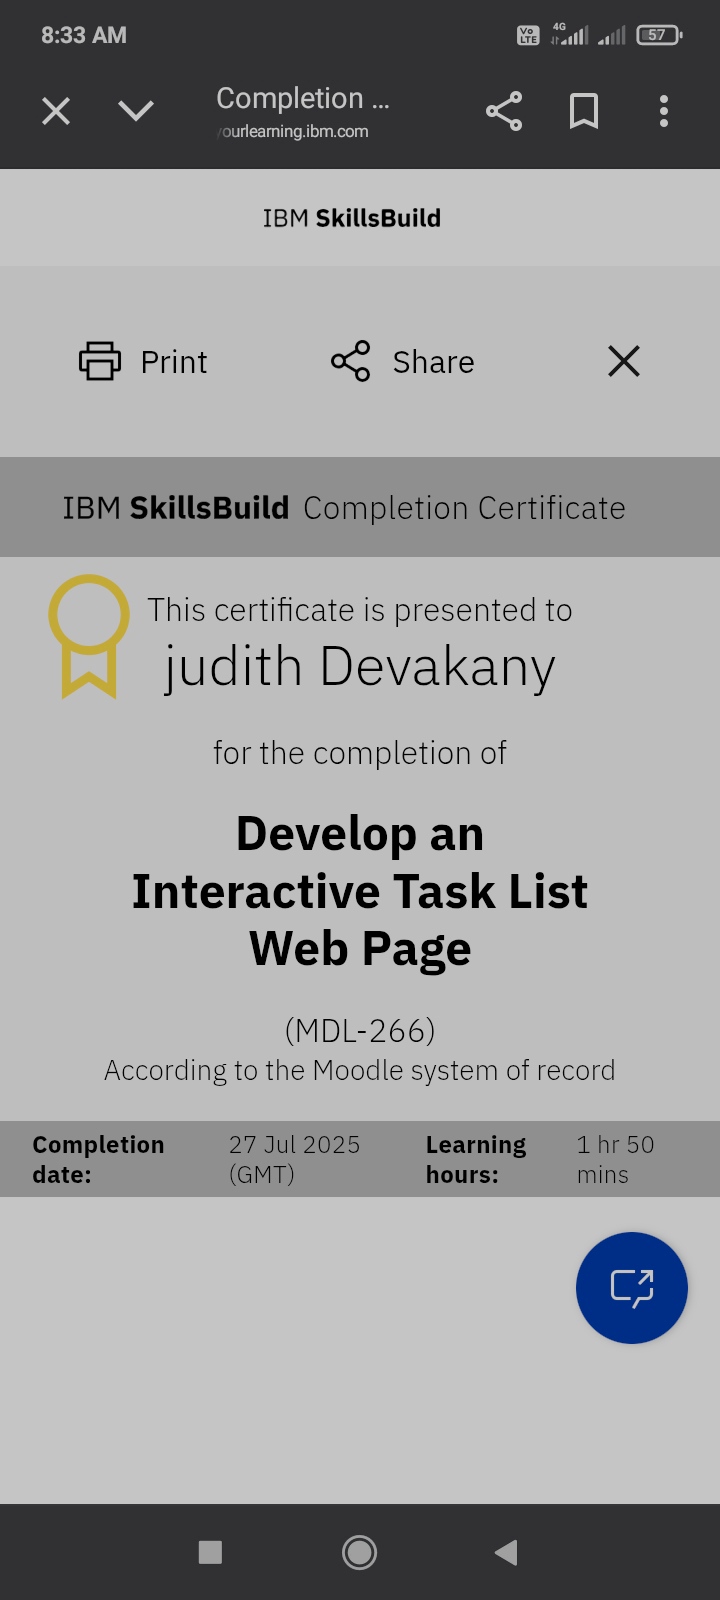 8:33 AM
Vo LTE 4G 57
Completion ...
yourlearning.ibm.com
IBM SkillsBuild
Print Share
IBM SkillsBuild Completion Certificate
This certificate is presented to
judith Devakany
for the completion of
Develop an
Interactive Task List
Web Page
(MDL-266)
According to the Moodle system of record
Completion date: 27 Jul 2025 (GMT) Learning hours: 1 hr 50 mins